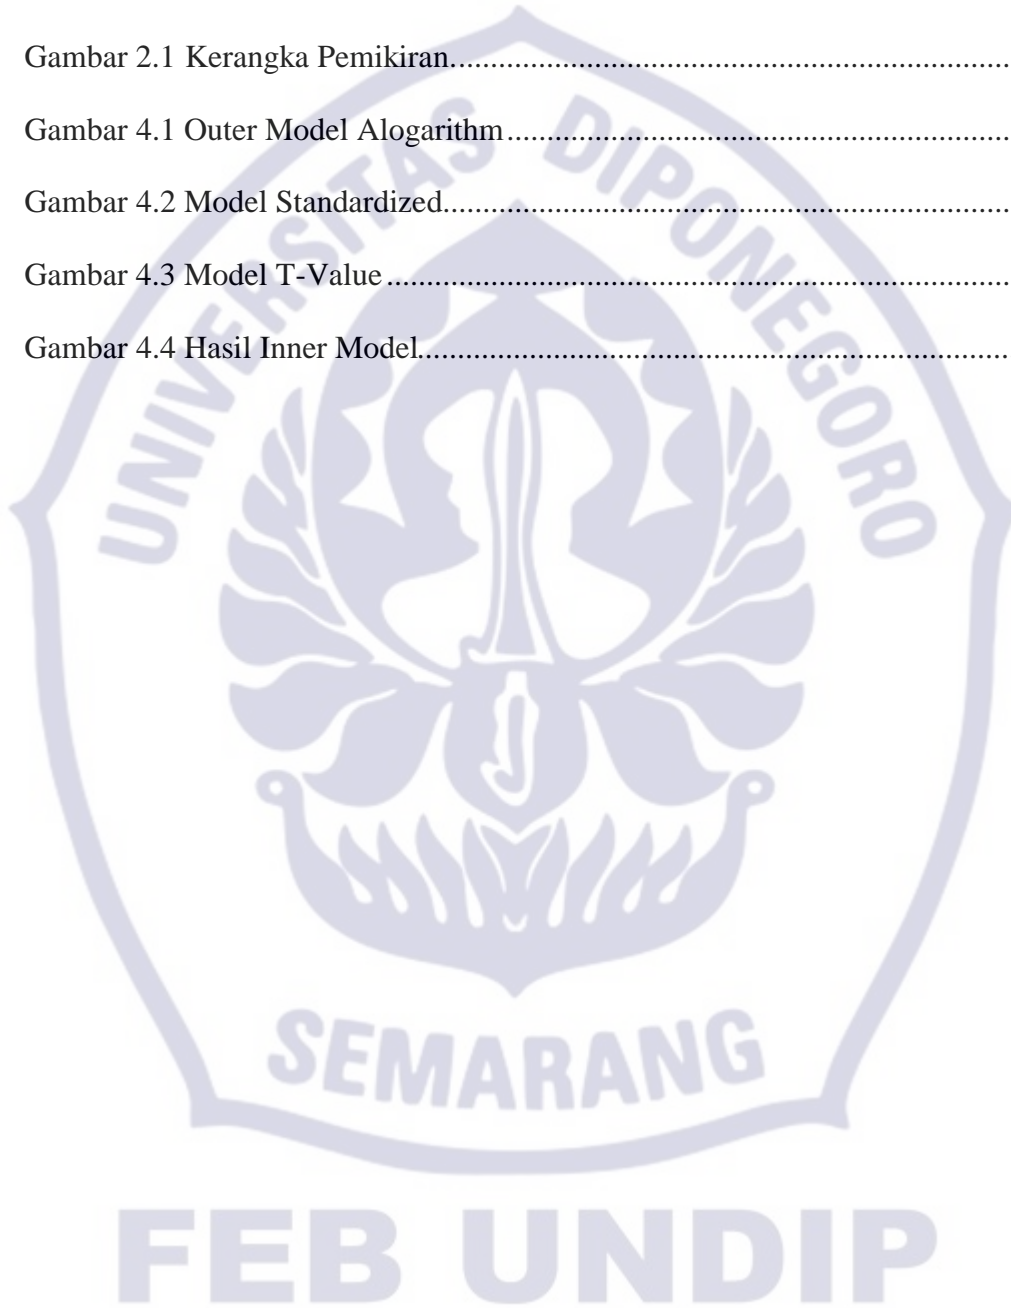 Gambar 2.1 Kerangka Pemikiran.....................................................................
Gambar 4.1 Outer Model Alogarithm...............................................................
Gambar 4.2 Model Standardized.......................................................................
Gambar 4.3 Model T-Value..............................................................................
Gambar 4.4 Hasil Inner Model..........................................................................
UNIVERSITAS DIPONEGORO
SEMARANG
FEB UNDIP